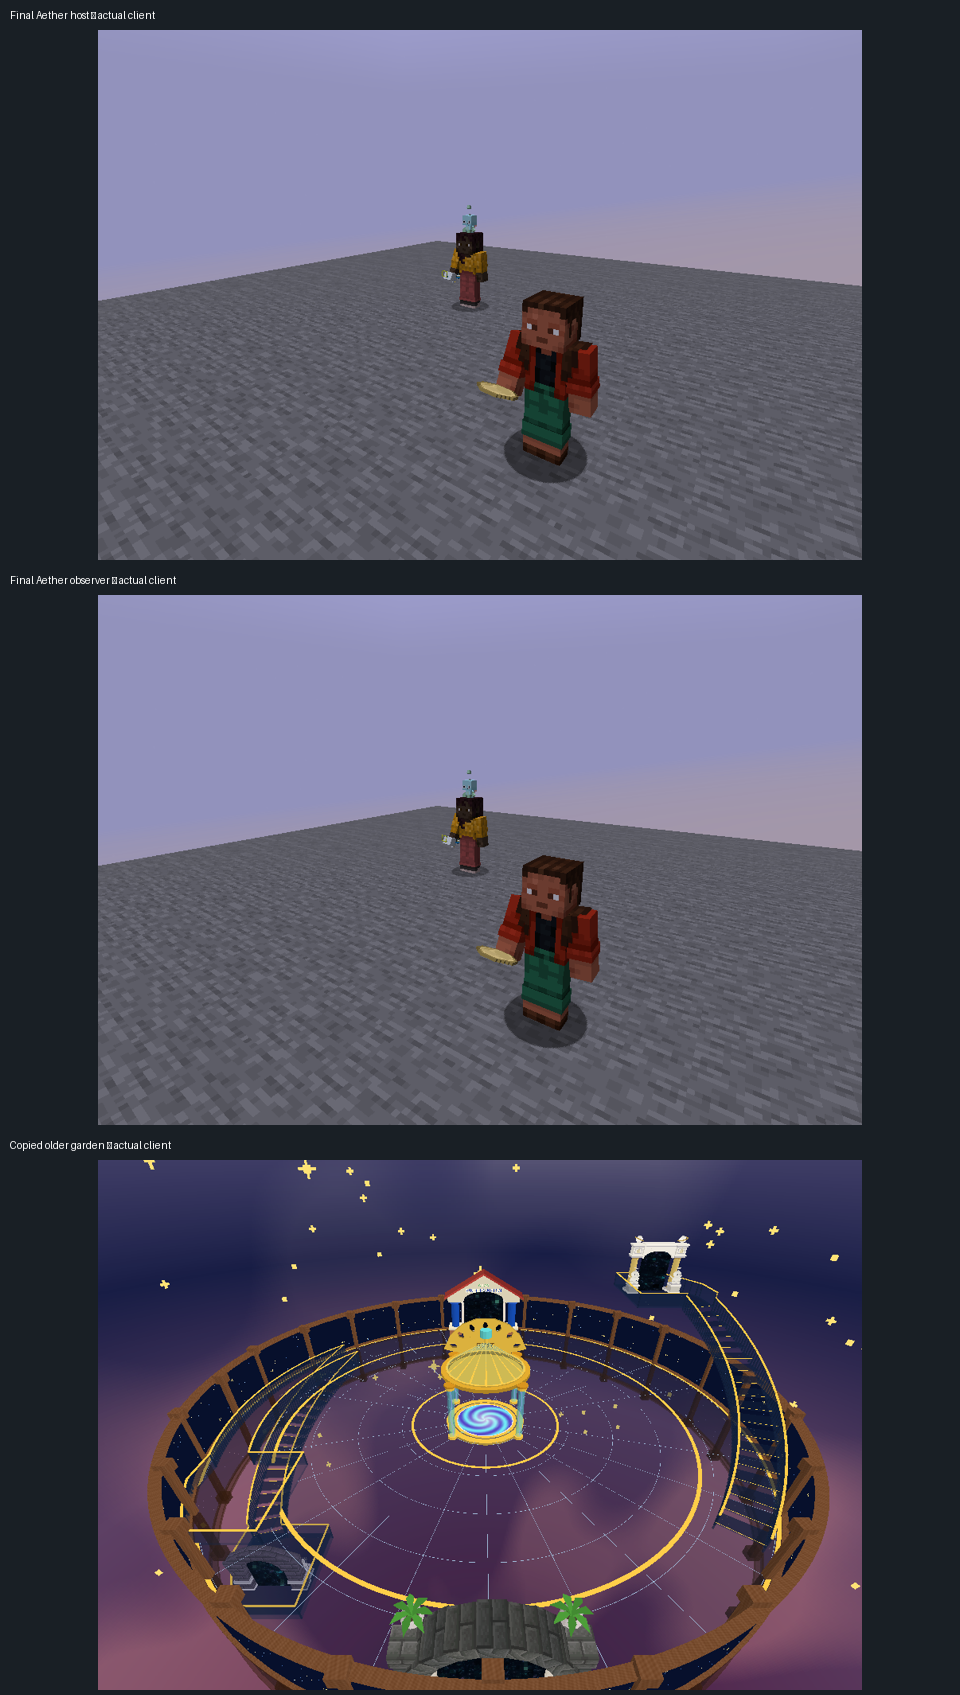 Final Aether host▯actual client
Final Aether observer ▯actual client
Copied older garden ▯actual client